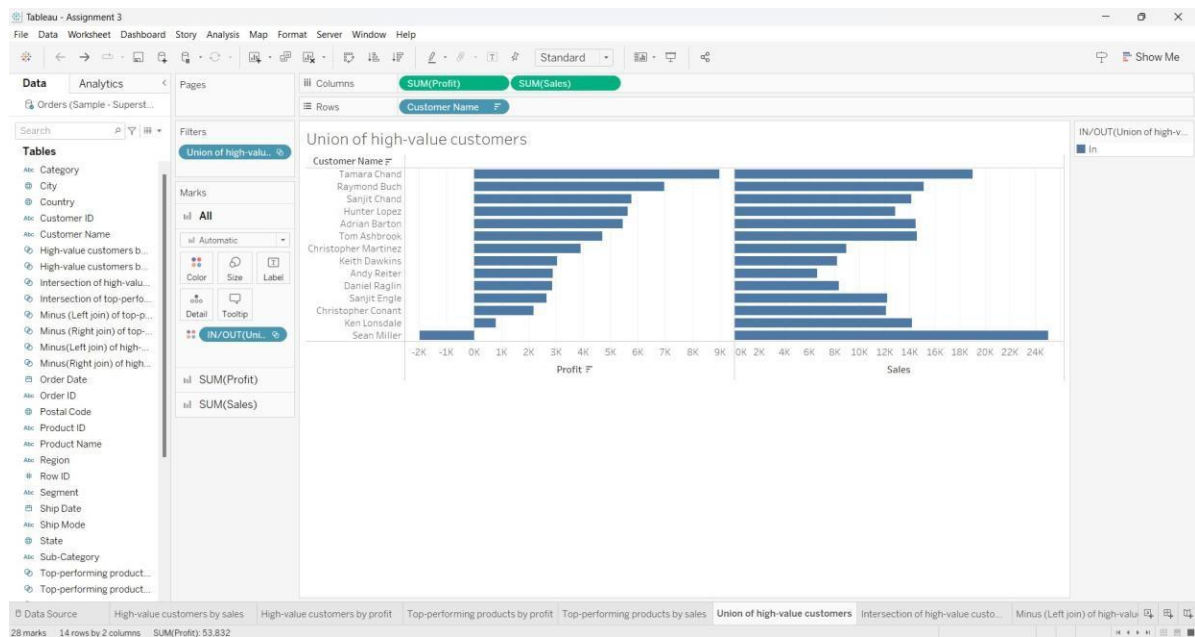 Tableau - Assignment 3
File Data Worksheet Dashboard Story Analysis Map Format Server Window Help
Standard
Show Me
Data Analytics
Orders (Sample - Superst...
Search
Tables
Abc Category
City
Country
Abc Customer ID
Abc Customer Name
High-value customers b...
High-value customers b...
Intersection of high-valu...
Intersection of top-perfo...
Minus (Left join) of top-p...
Minus (Right join) of top-...
Minus(Left join) of high-...
Minus(Right join) of high...
Order Date
Abc Order ID
Postal Code
Abc Product ID
Abc Product Name
Abc Region
# Row ID
Abc Segment
Ship Date
Abc Ship Mode
State
Abc Sub-Category
Top-performing product...
Top-performing product...
Pages
Filters
Union of high-valu..
Marks
All
Automatic
Color Size Label
Detail Tooltip
IN/OUT(Uni..
SUM(Profit)
SUM(Sales)
Columns SUM(Profit) SUM(Sales)
Rows Customer Name
Union of high-value customers
Customer Name
Tamara Chand
Raymond Buch
Sanjit Chand
Hunter Lopez
Adrian Barton
Tom Ashbrook
Christopher Martinez
Keith Dawkins
Andy Reiter
Daniel Raglin
Sanjit Engle
Christopher Conant
Ken Lonsdale
Sean Miller
-2K -1K 0K 1K 2K 3K 4K 5K 6K 7K 8K 9K 0K 2K 4K 6K 8K 10K 12K 14K 16K 18K 20K 22K 24K
Profit Sales
IN/OUT(Union of high-v...
In
Data Source High-value customers by sales High-value customers by profit Top-performing products by profit Top-performing products by sales Union of high-value customers Intersection of high-value custo... Minus (Left join) of high-valu
28 marks 14 rows by 2 columns SUM(Profit): 53,832